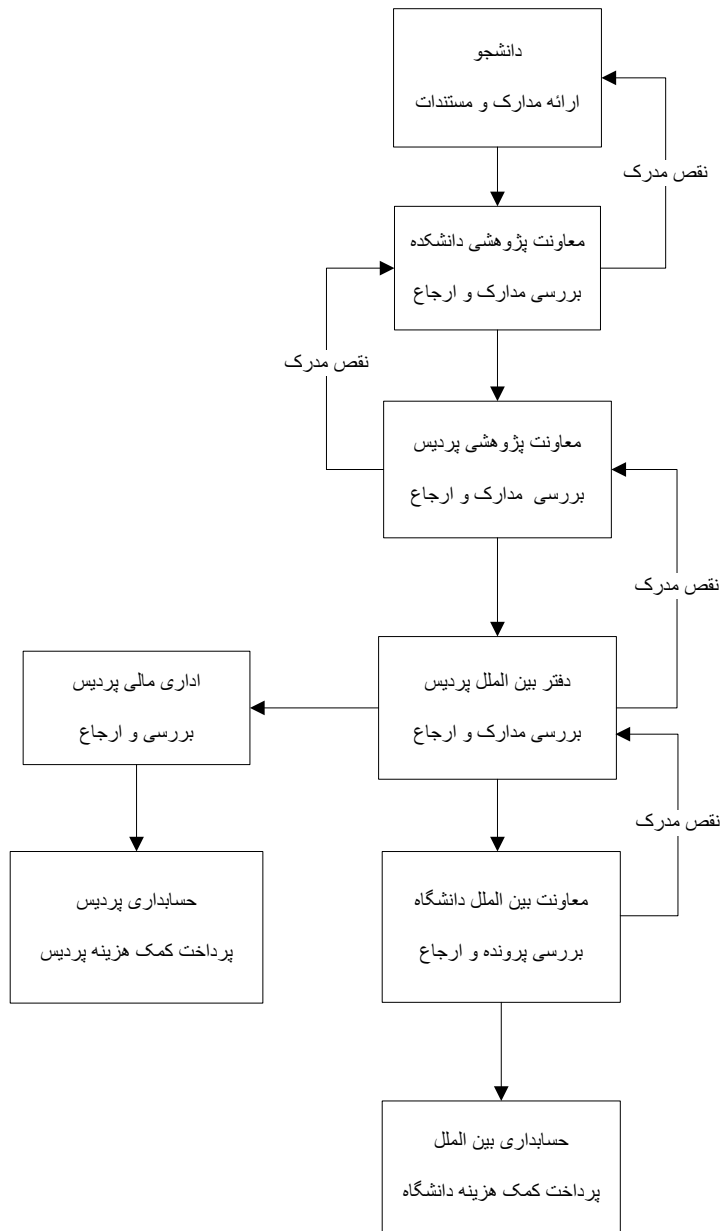 دانشجو
ارائه مدارک و مستندات
نقص مدرک
معاونت پژوهشی دانشکده
بررسی مدارک و ارجاع
نقص مدرک
معاونت پژوهشی پردیس
بررسی مدارک و ارجاع
نقص مدرک
دفتر بین الملل پردیس
بررسی مدارک و ارجاع
اداری مالی پردیس
بررسی و ارجاع
نقص مدرک
معاونت بین الملل دانشگاه
بررسی پرونده و ارجاع
حسابداری پردیس
پرداخت کمک هزینه پردیس
حسابداری بین الملل
پرداخت کمک هزینه دانشگاه